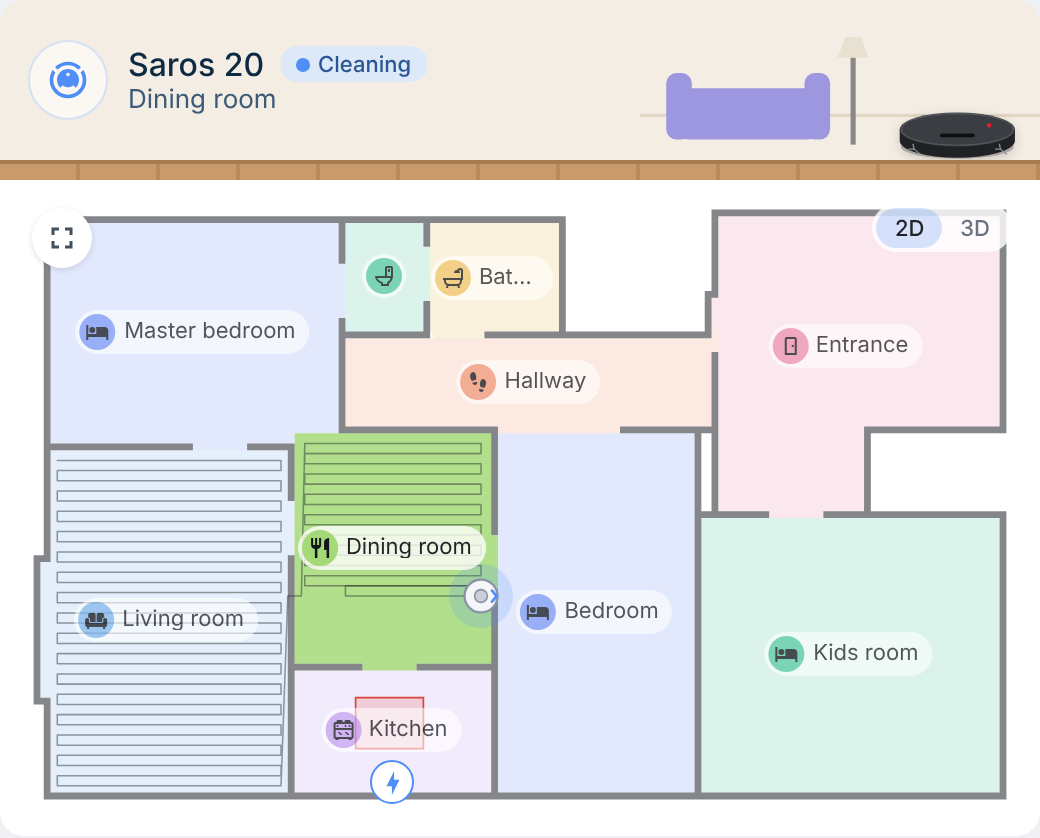 Saros 20
Cleaning
Dining room
2D
3D
Bat...
Master bedroom
Entrance
Hallway
Dining room
Living room
Bedroom
Kids room
Kitchen